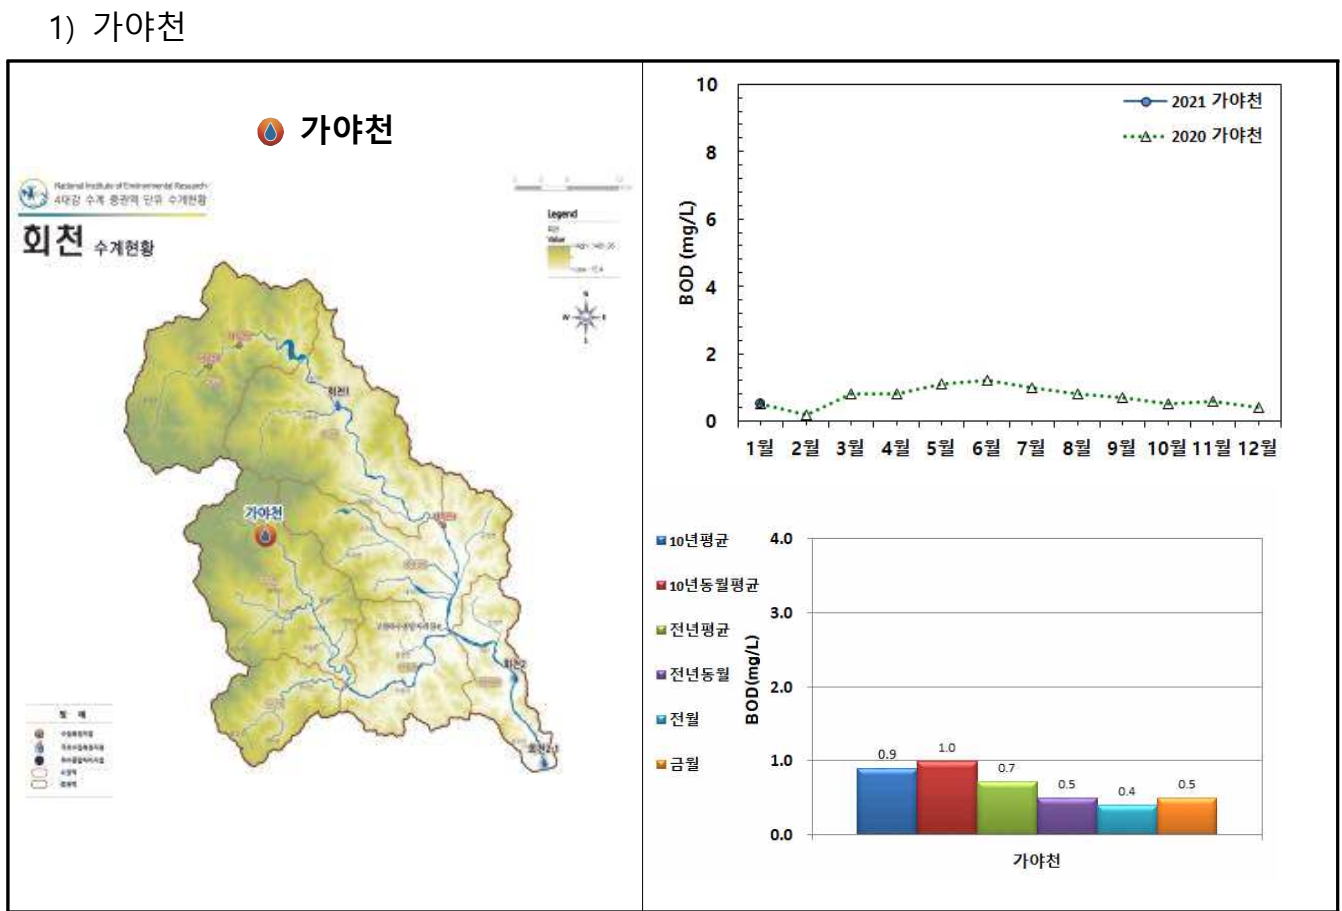 1) 가야천
가야천
National Institute of Environmental Research
4대강 수계 중권역 단위 수계현황
회천 수계현황
Legend
Value
N
W
E
회천1
가야천
회천2
회천2-1
범 례
10
8
6
4
2
0
BOD (mg/L)
2021 가야천
2020 가야천
1월 2월 3월 4월 5월 6월 7월 8월 9월 10월 11월 12월
10년평균
10년동월평균
전년평균
전년동월
전월
금월
BOD(mg/L)
4.0
3.0
2.0
1.0
0.0
0.9
1.0
0.7
0.5
0.4
0.5
가야천